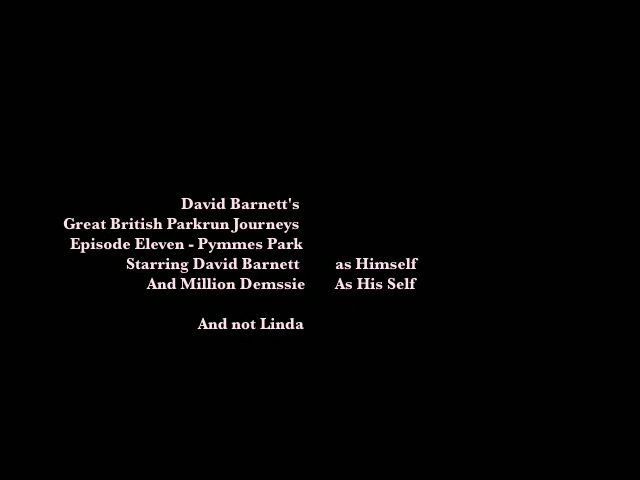 David Barnett's
Great British Parkrun Journeys
Episode Eleven - Pymmes Park
Starring David Barnett as Himself
And Million Demssie As His Self
And not Linda